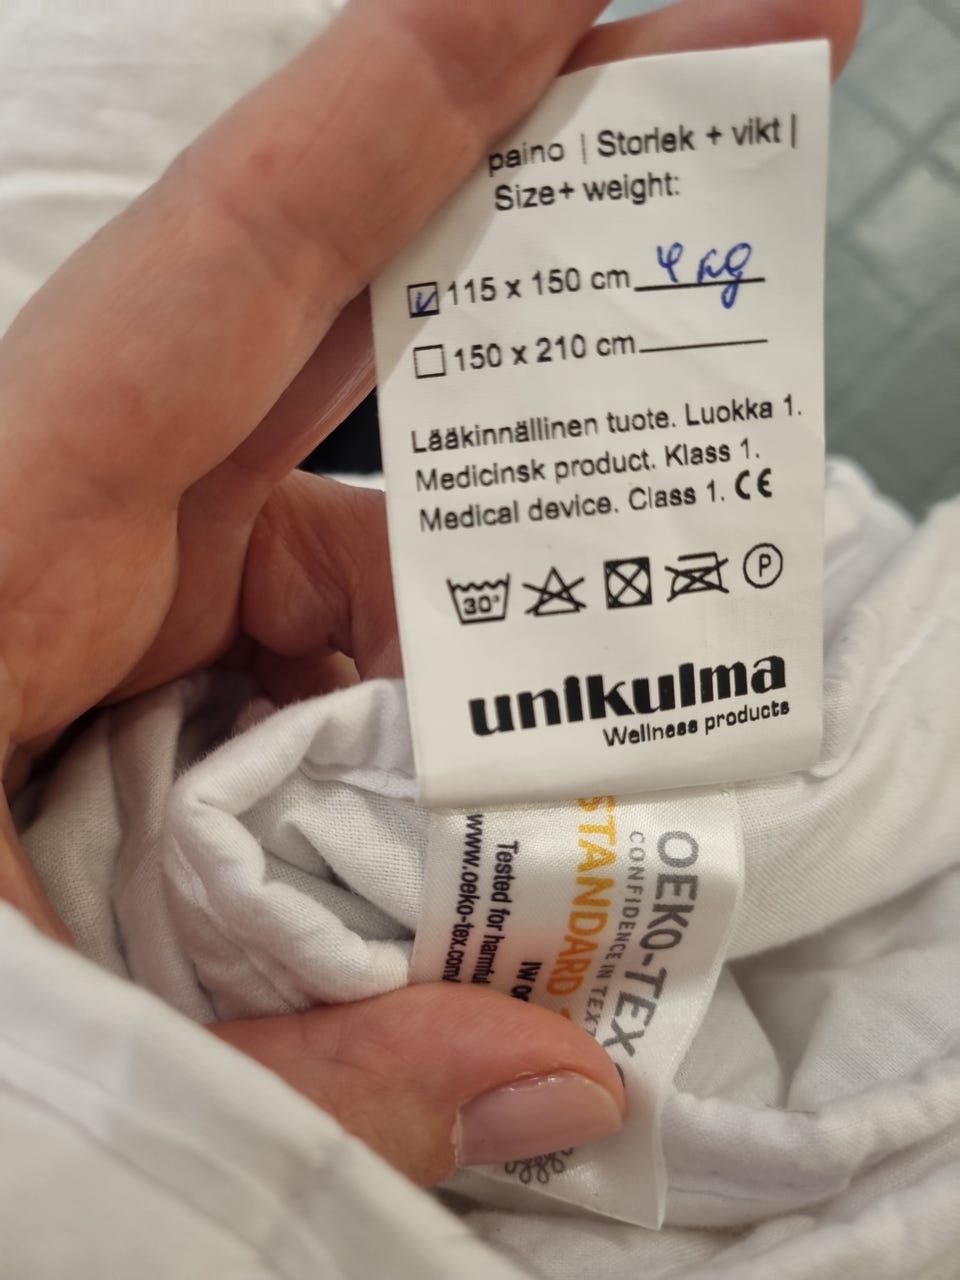 paino | Storlek + vikt |
Size+ weight:
115 x 150 cm 4 kg
150 x 210 cm
Lääkinnällinen tuote. Luokka 1.
Medicinsk product. Klass 1.
Medical device. Class 1. CE
30°
P
unikulma
Wellness products
OEKO-TEX
CONFIDENCE IN
STANDARD
IW
Tested for
www.oeko-tex.com/